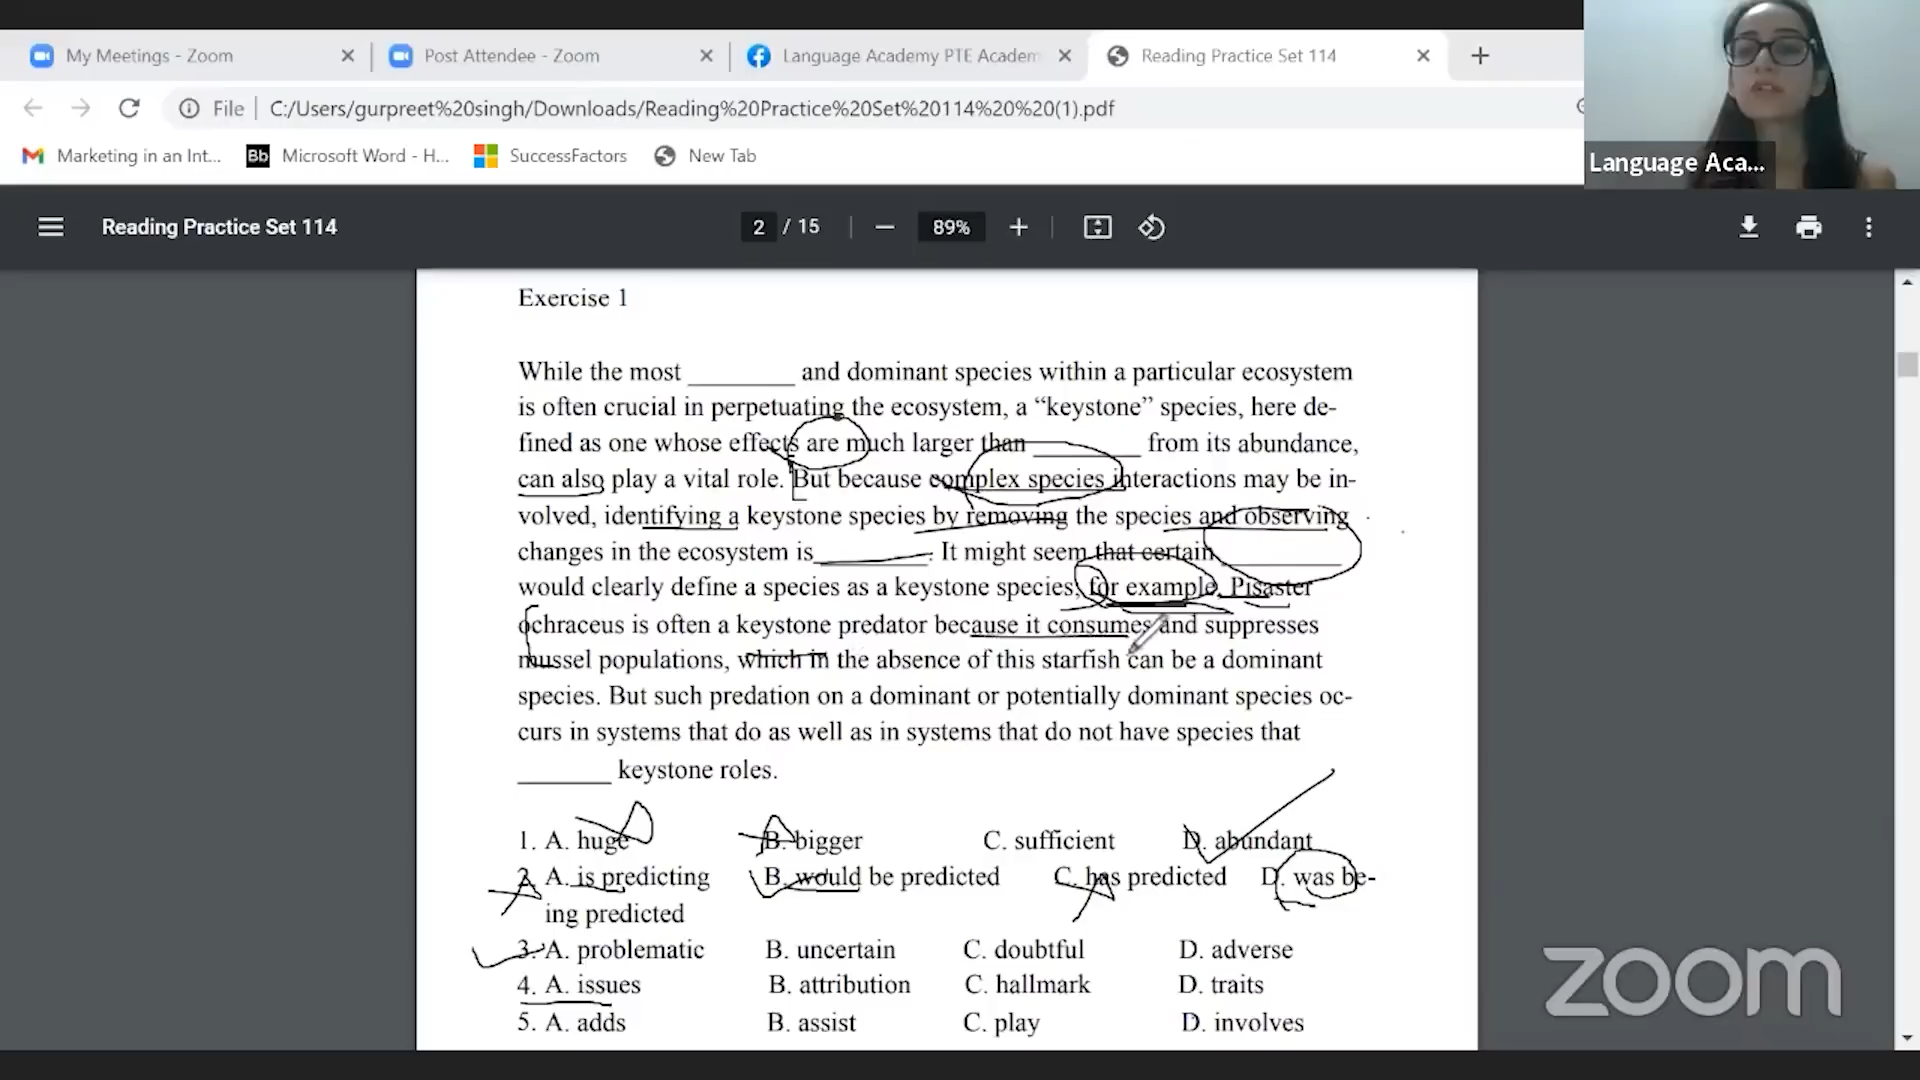 My Meetings - Zoom
Post Attendee - Zoom
Language Academy PTE Academ
Reading Practice Set 114
File
C:/Users/gurpreet%20singh/Downloads/Reading%20Practice%20Set%20114%20%20(1).pdf
Marketing in an Int...
Bb
Microsoft Word - H...
SuccessFactors
New Tab
Language Aca...
Reading Practice Set 114
2 / 15
89%
Exercise 1
While the most ________ and dominant species within a particular ecosystem
is often crucial in perpetuating the ecosystem, a “keystone” species, here de-
fined as one whose effects are much larger than ________ from its abundance,
can also play a vital role. But because complex species interactions may be in-
volved, identifying a keystone species by removing the species and observing
changes in the ecosystem is ________. It might seem that certain ________
would clearly define a species as a keystone species; for example, Pisaster
ochraceus is often a keystone predator because it consumes and suppresses
mussel populations, which in the absence of this starfish can be a dominant
species. But such predation on a dominant or potentially dominant species oc-
curs in systems that do as well as in systems that do not have species that
_______ keystone roles.
1. A. huge B. bigger C. sufficient D. abundant
2. A. is predicting B. would be predicted C. has predicted D. was be-
ing predicted
3. A. problematic B. uncertain C. doubtful D. adverse
4. A. issues B. attribution C. hallmark D. traits
5. A. adds B. assist C. play D. involves
zoom